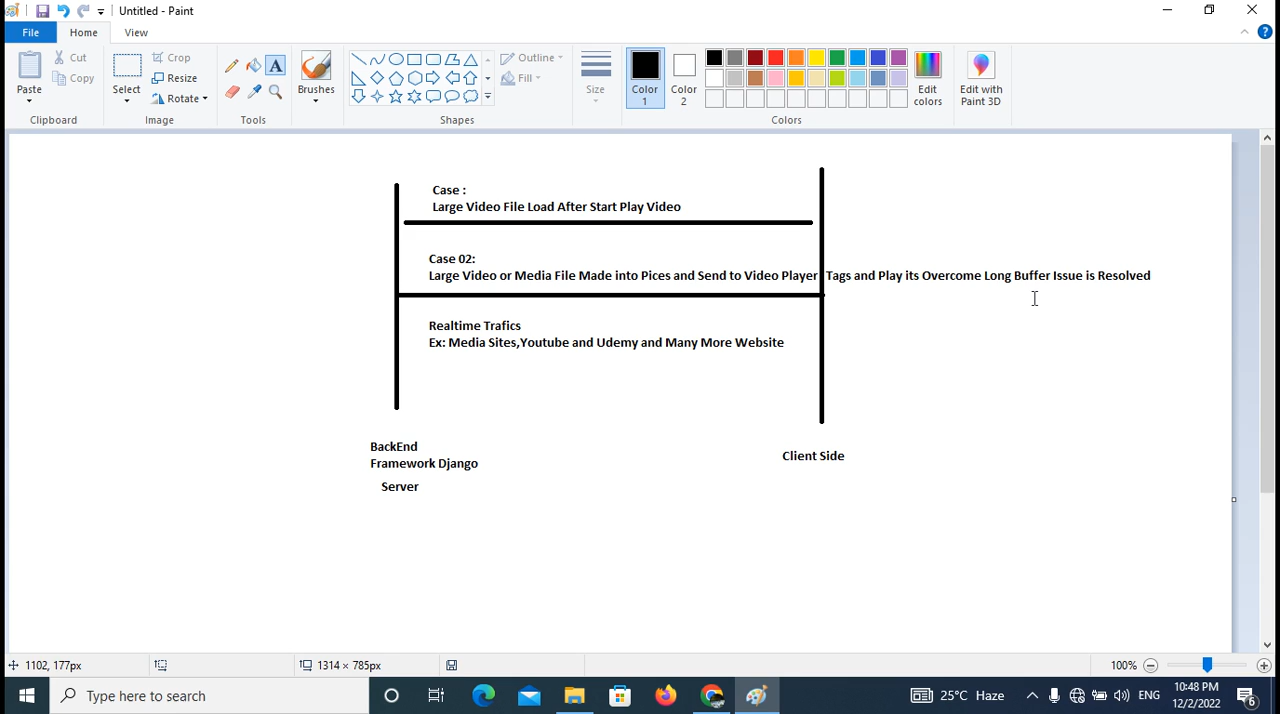 Untitled - Paint
File Home View
Paste
Cut
Copy
Clipboard
Select
Crop
Resize
Rotate
Image
A
Tools
Brushes
Outline
Fill
Shapes
Size
Color 1
Color 2
Edit colors
Colors
Edit with Paint 3D
Case :
Large Video File Load After Start Play Video
Case 02:
Large Video or Media File Made into Pices and Send to Video Player Tags and Play its Overcome Long Buffer Issue is Resolved
Realtime Trafics
Ex: Media Sites,Youtube and Udemy and Many More Website
BackEnd
Framework Django
Server
Client Side
1102, 177px
1314 × 785px
100%
Type here to search
25°C Haze
ENG
10:48 PM
12/2/2022
6